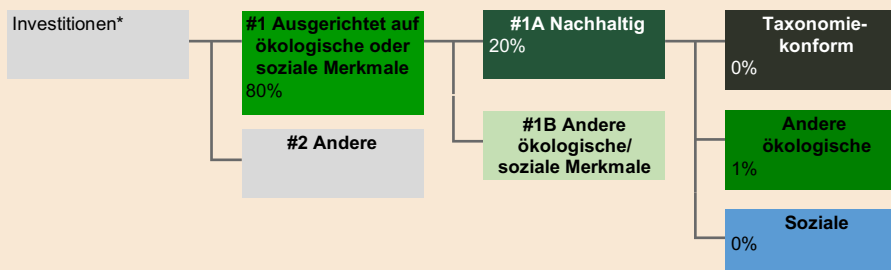 Investitionen*
#1 Ausgerichtet auf
ökologische oder
soziale Merkmale
80%
#2 Andere
#1A Nachhaltig
20%
#1B Andere
ökologische/
soziale Merkmale
Taxonomie-
konform
0%
Andere
ökologische
1%
Soziale
0%